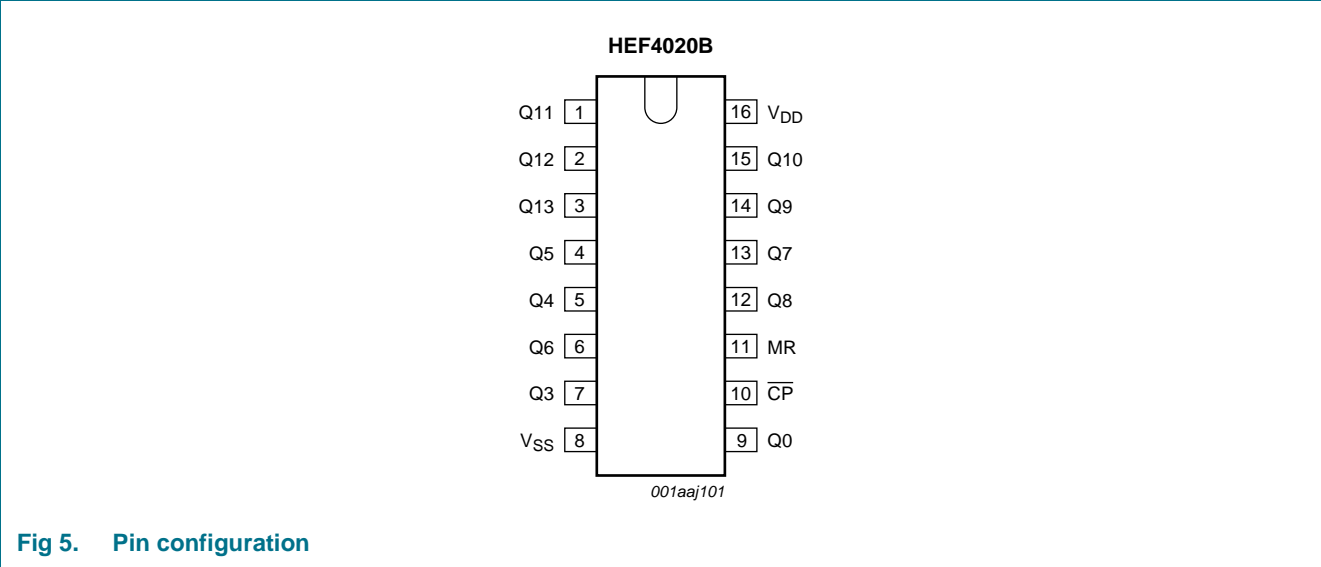 HEF4020B
Q11 1 16 VDD
Q12 2 15 Q10
Q13 3 14 Q9
Q5 4 13 Q7
Q4 5 12 Q8
Q6 6 11 MR
Q3 7 10 C̅P̅
VSS 8 9 Q0
001aaj101
Fig 5. Pin configuration